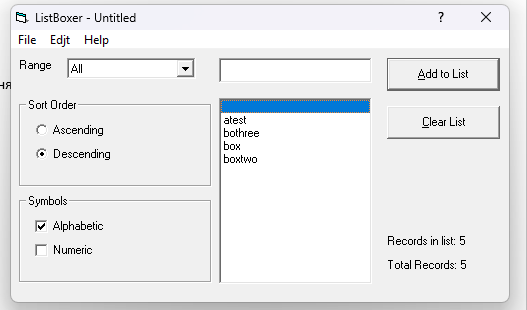 ListBoxer - Untitled
File Edjt Help
Range All Add to List
ня
Sort Order
Ascending
Descending
Clear List
atest
bothree
box
boxtwo
Symbols
Alphabetic
Numeric
Records in list: 5
Total Records: 5